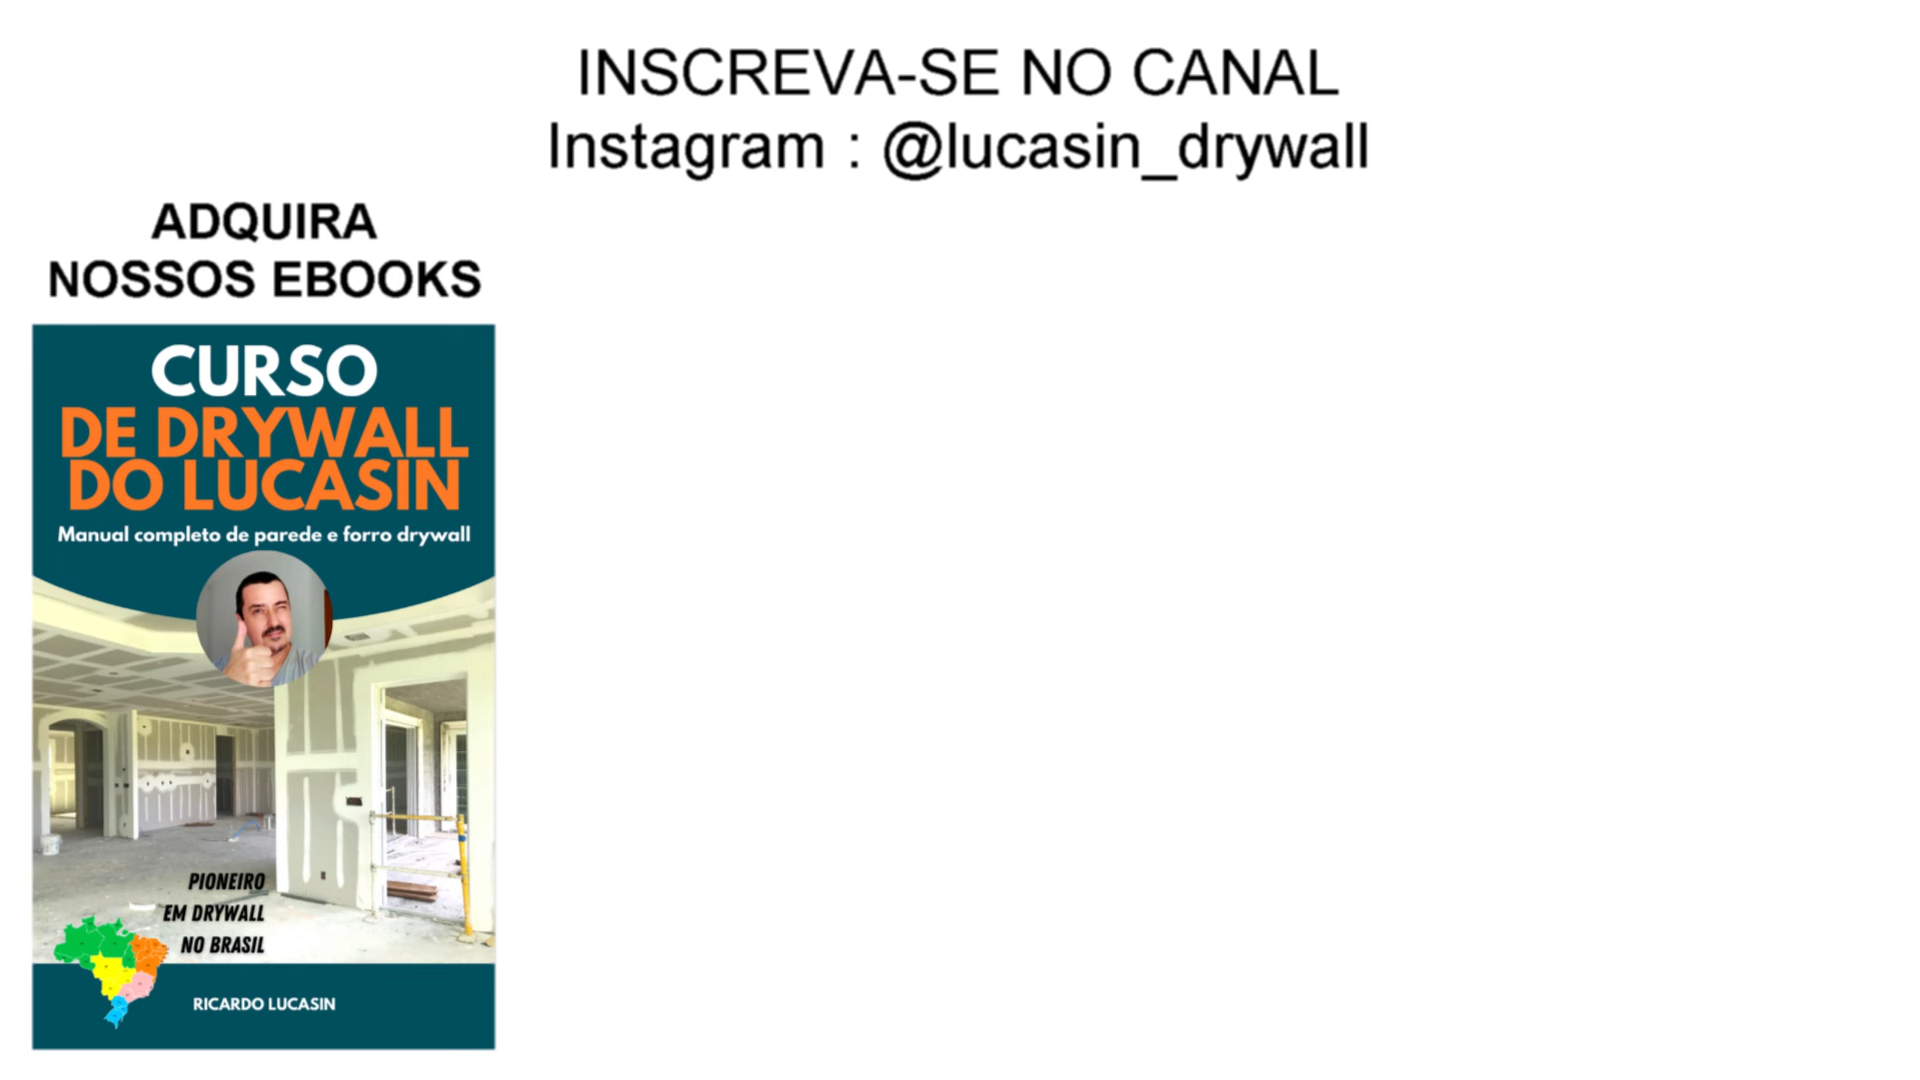 INSCREVA-SE NO CANAL
Instagram : @lucasin_drywall
ADQUIRA
NOSSOS EBOOKS
CURSO
DE DRYWALL
DO LUCASIN
Manual completo de parede e forro drywall
PIONEIRO
EM DRYWALL
NO BRASIL
RICARDO LUCASIN